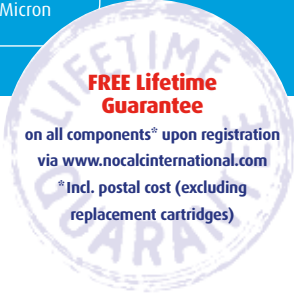 Micron
LIFETIME
FREE Lifetime
Guarantee
on all components* upon registration
via www.nocalcinternational.com
*Incl. postal cost (excluding
replacement cartridges)
GUARANTEE